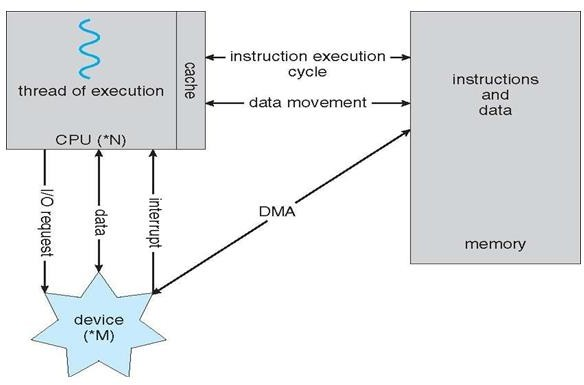 thread of execution
cache
CPU (*N)
instruction execution
cycle
data movement
instructions
and
data
memory
I/O request
data
interrupt
DMA
device
(*M)